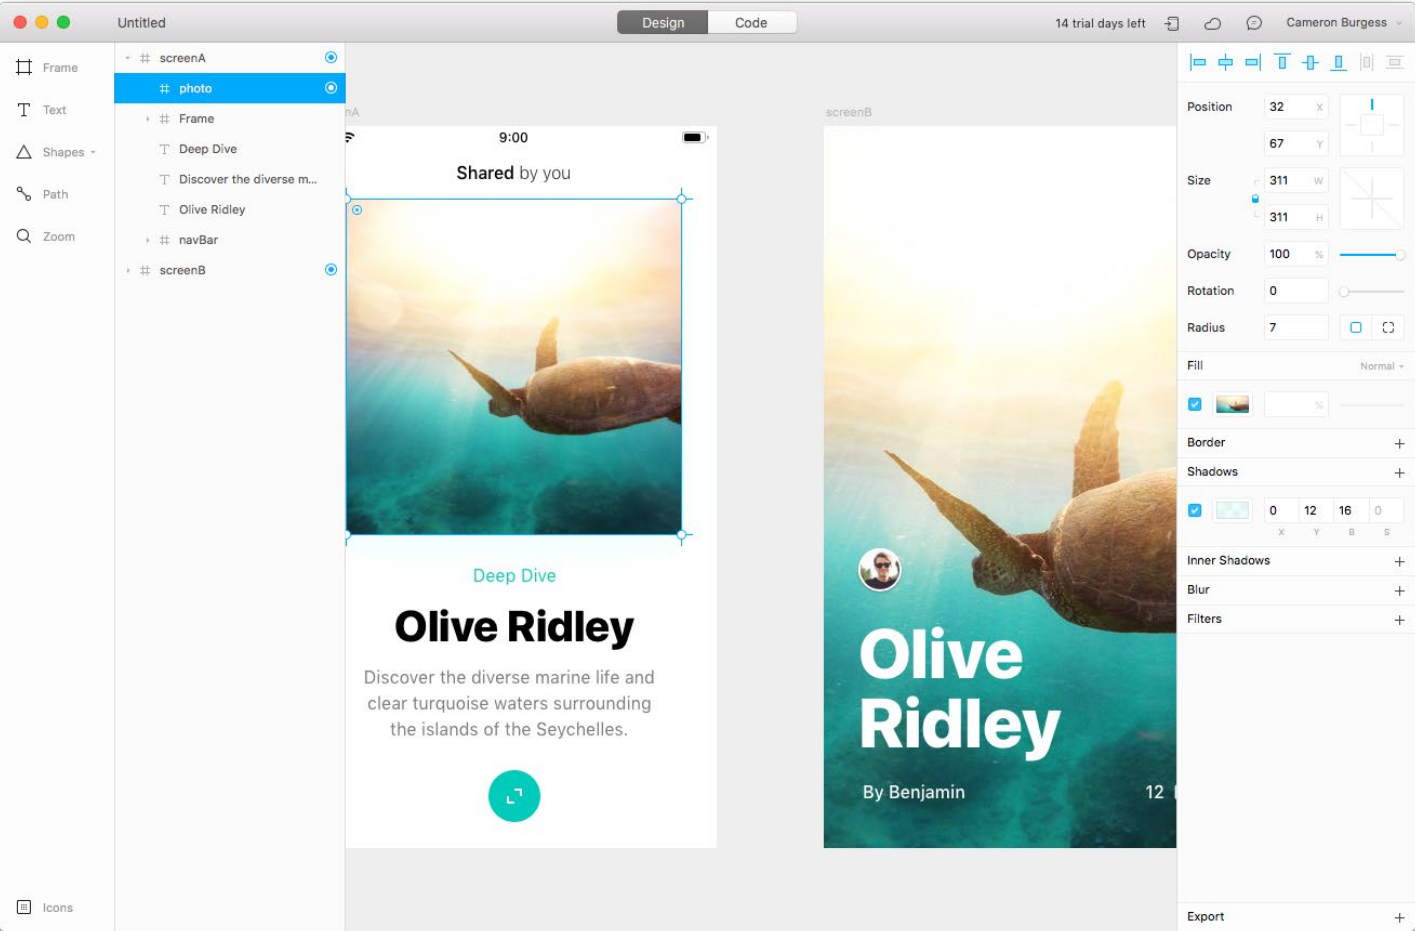 Untitled
Design
Code
14 trial days left
Cameron Burgess
Frame
Text
Shapes
Path
Zoom
Icons
screenA
photo
Frame
Deep Dive
Discover the diverse m...
Olive Ridley
navBar
screenB
nA
9:00
Shared by you
Deep Dive
Olive Ridley
Discover the diverse marine life and
clear turquoise waters surrounding
the islands of the Seychelles.
screenB
Olive
Ridley
By Benjamin
12
Position
32 X
67 Y
Size
311 W
311 H
Opacity
100 %
Rotation
0
Radius
7
Fill
Normal
%
Border
Shadows
0 12 16 0
X Y B S
Inner Shadows
Blur
Filters
Export